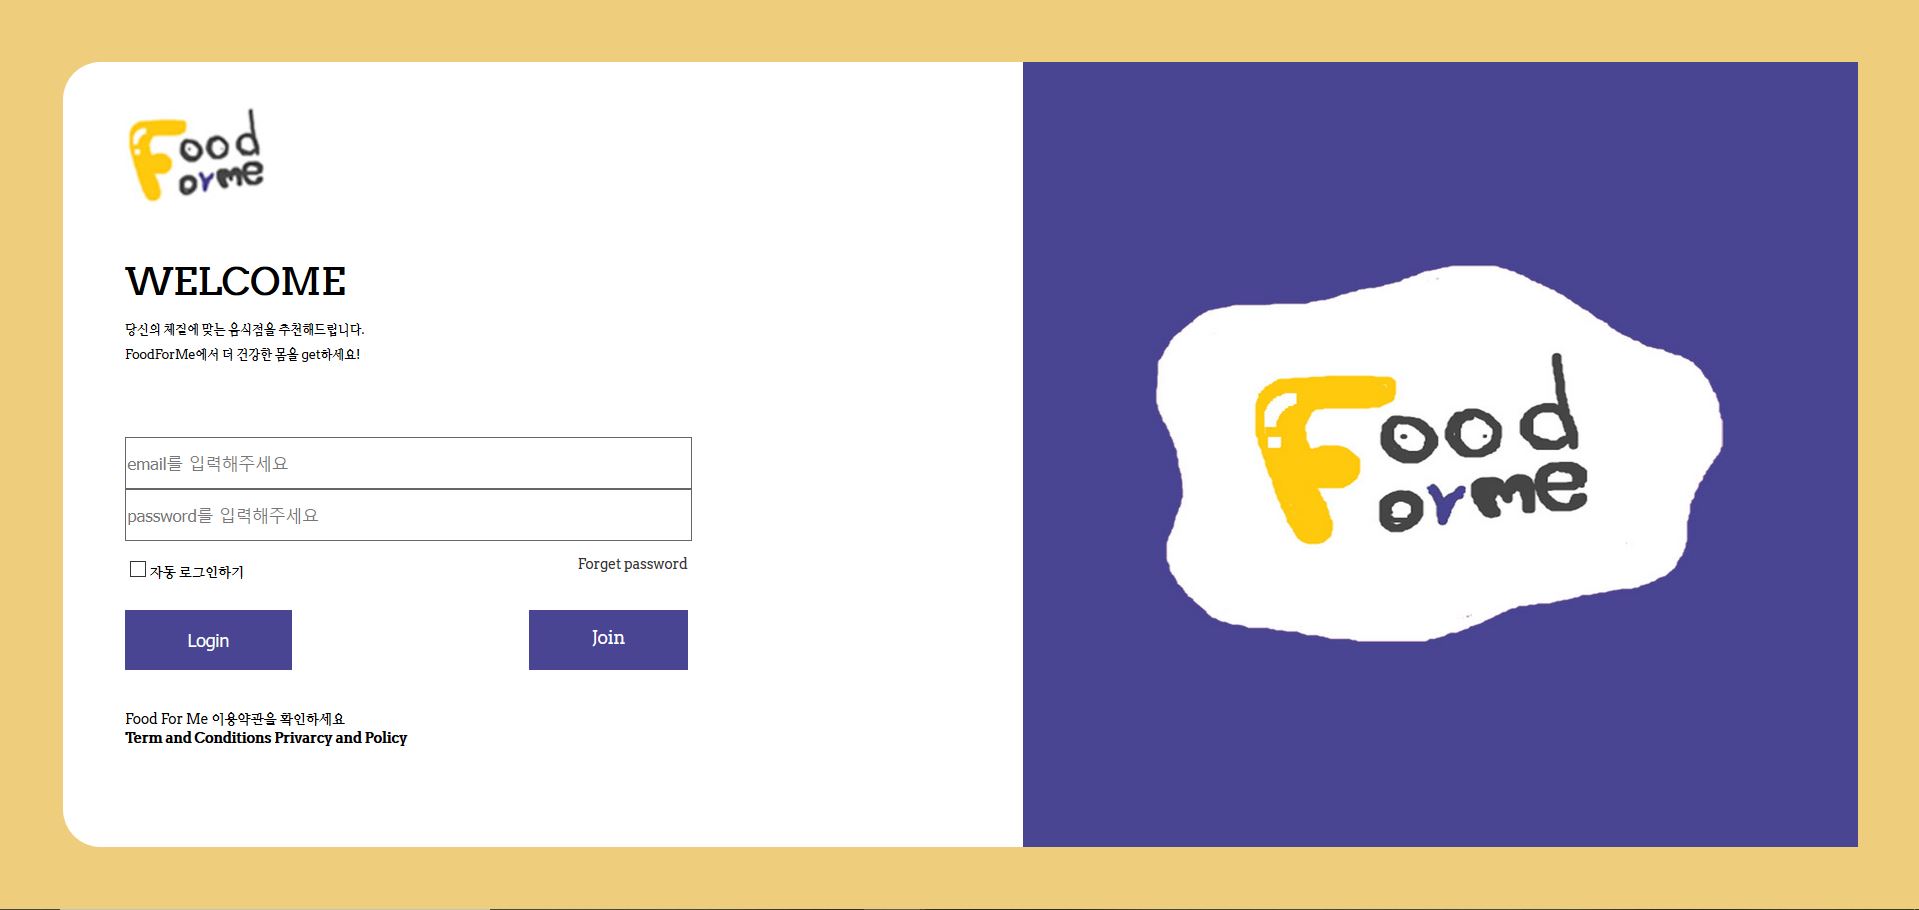 Food
orme
WELCOME
당신의 체질에 맞는 음식점을 추천해드립니다.
FoodForMe에서 더 건강한 몸을 get하세요!
email를 입력해주세요
password를 입력해주세요
자동 로그인하기
Forget password
Login
Join
Food For Me 이용약관을 확인하세요
Term and Conditions Privarcy and Policy
Food
orme